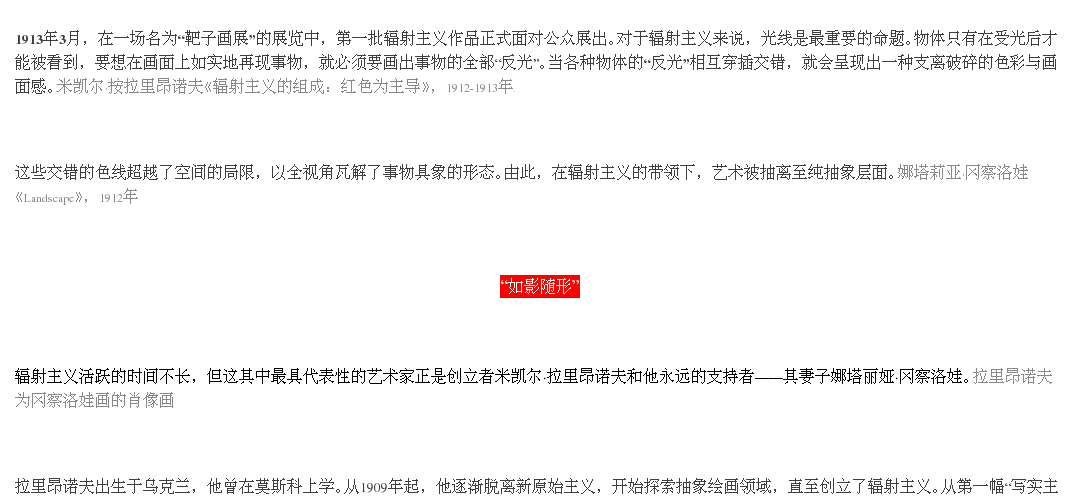 1913年3月，在一场名为“靶子画展”的展览中，第一批辐射主义作品正式面对公众展出。对于辐射主义来说，光线是最重要的命题。物体只有在受光后才
能被看到，要想在画面上如实地再现事物，就必须要画出事物的全部“反光”。当各种物体的“反光”相互穿插交错，就会呈现出一种支离破碎的色彩与画
面感。米凯尔·按拉里昂诺夫《辐射主义的组成：红色为主导》，1912-1913年
这些交错的色线超越了空间的局限，以全视角瓦解了事物具象的形态。由此，在辐射主义的带领下，艺术被抽离至纯抽象层面。娜塔莉亚·冈察洛娃
《Landscape》，1912年
“如影随形”
辐射主义活跃的时间不长，但这其中最具代表性的艺术家正是创立者米凯尔·拉里昂诺夫和他永远的支持者——其妻子娜塔丽娅·冈察洛娃。拉里昂诺夫
为冈察洛娃画的肖像画
拉里昂诺夫出生于乌克兰，他曾在莫斯科上学。从1909年起，他逐渐脱离新原始主义，开始探索抽象绘画领域，直至创立了辐射主义。从第一幅“写实主